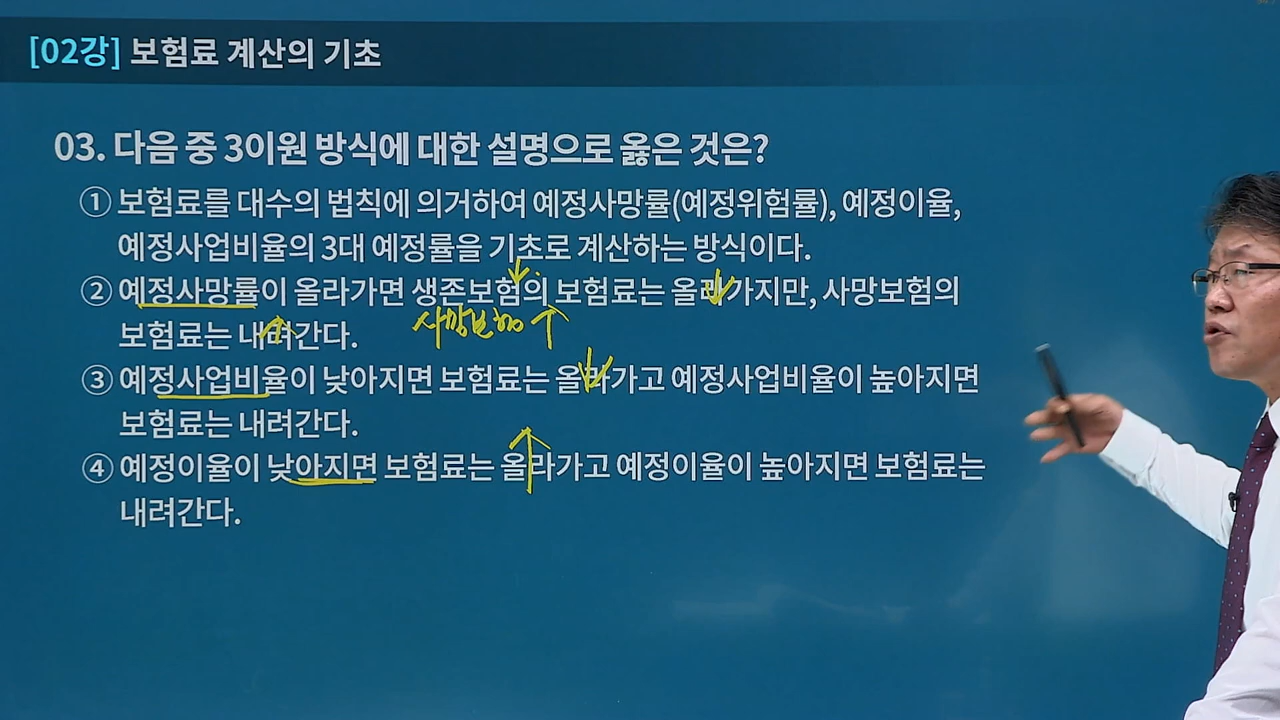 [02강] 보험료 계산의 기초
03. 다음 중 3이원 방식에 대한 설명으로 옳은 것은?
① 보험료를 대수의 법칙에 의거하여 예정사망률(예정위험률), 예정이율,
예정사업비율의 3대 예정률을 기초로 계산하는 방식이다.
② 예정사망률이 올라가면 생존보험의 보험료는 올라가지만, 사망보험의
사망보험
보험료는 내려간다.
③ 예정사업비율이 낮아지면 보험료는 올라가고 예정사업비율이 높아지면
보험료는 내려간다.
④ 예정이율이 낮아지면 보험료는 올라가고 예정이율이 높아지면 보험료는
내려간다.